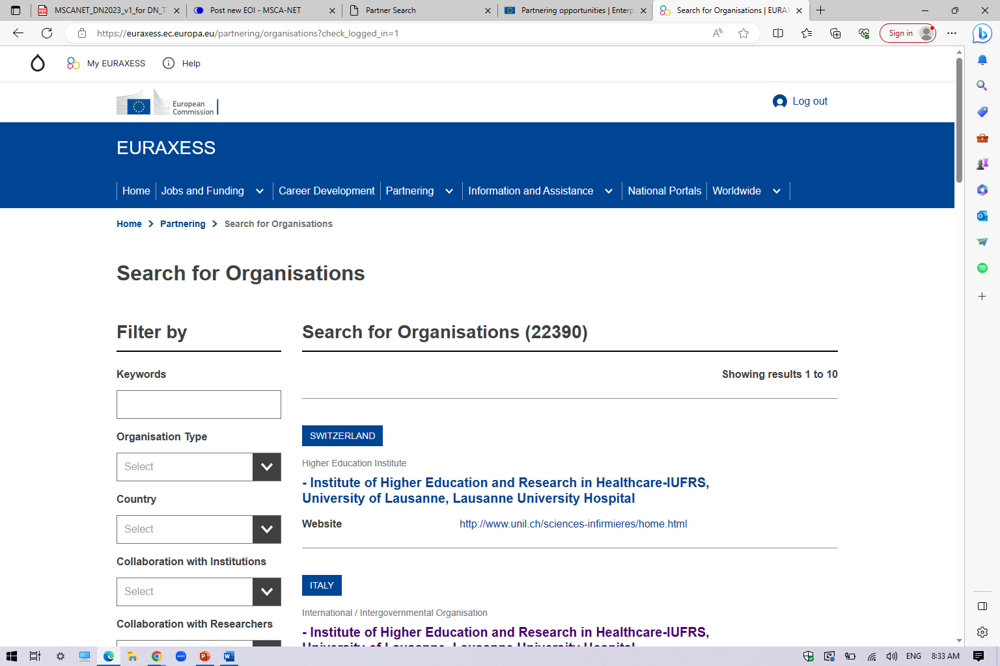 MSCANET_DN2023_v1_for DN_T
Post new EOI - MSCA-NET
Partner Search
Partnering opportunities | Enterp
Search for Organisations | EURA
https://euraxess.ec.europa.eu/partnering/organisations?check_logged_in=1
Sign in
My EURAXESS
Help
European
Commission
Log out
EURAXESS
Home
Jobs and Funding
Career Development
Partnering
Information and Assistance
National Portals
Worldwide
Home
Partnering
Search for Organisations
Search for Organisations
Filter by
Search for Organisations (22390)
Keywords
Showing results 1 to 10
Organisation Type
Select
Country
Select
Collaboration with Institutions
Select
Collaboration with Researchers
SWITZERLAND
Higher Education Institute
- Institute of Higher Education and Research in Healthcare-IUFRS,
University of Lausanne, Lausanne University Hospital
Website
http://www.unil.ch/sciences-infirmieres/home.html
ITALY
International / Intergovernmental Organisation
- Institute of Higher Education and Research in Healthcare-IUFRS,
University of Lausanne, Lausanne University Hospital
ENG
8:33 AM